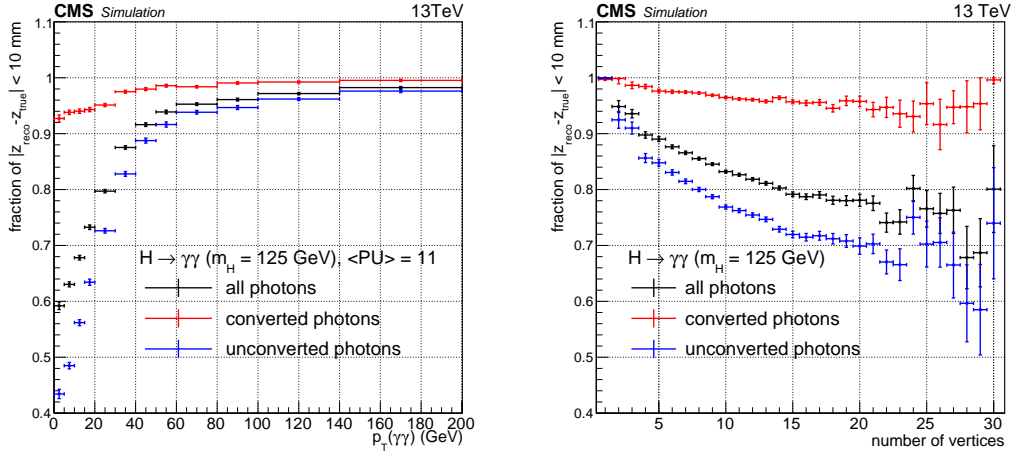 CMS Simulation 13TeV
fraction of |z_reco-z_true| < 10 mm
1.1
1
0.9
0.8
0.7
0.6
0.5
0.4
H → γγ (m_H = 125 GeV), <PU> = 11
all photons
converted photons
unconverted photons
0 20 40 60 80 100 120 140 160 180 200
p_T(γγ) (GeV)
CMS Simulation 13 TeV
fraction of |z_reco-z_true| < 10 mm
1.1
1
0.9
0.8
0.7
0.6
0.5
0.4
H → γγ (m_H = 125 GeV)
all photons
converted photons
unconverted photons
5 10 15 20 25 30
number of vertices